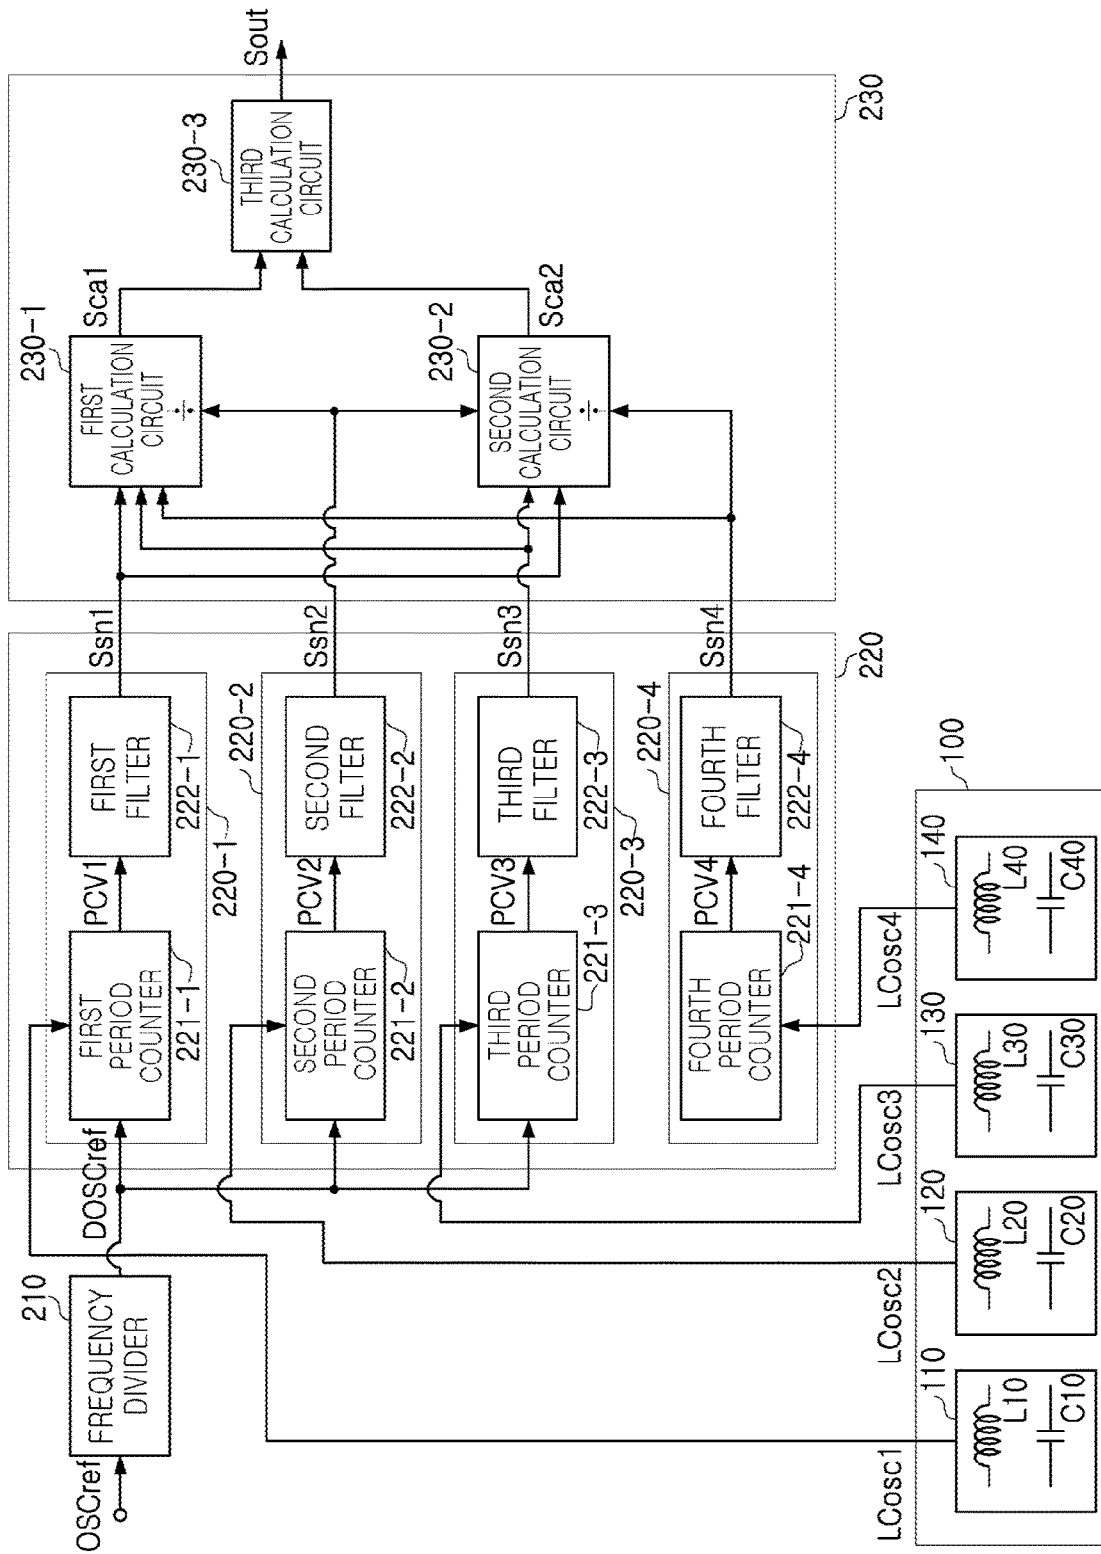 OSCref
FREQUENCY
DIVIDER
210
DOSCref
FIRST
PERIOD
COUNTER
221-1
PCV1
FIRST
FILTER
222-1
220-1
Ssn1
SECOND
PERIOD
COUNTER
221-2
PCV2
SECOND
FILTER
222-2
220-2
Ssn2
THIRD
PERIOD
COUNTER
221-3
PCV3
THIRD
FILTER
222-3
220-3
Ssn3
FOURTH
PERIOD
COUNTER
221-4
PCV4
FOURTH
FILTER
222-4
220-4
Ssn4
220
FIRST
CALCULATION
CIRCUIT
÷
230-1
Sca1
SECOND
CALCULATION
CIRCUIT
÷
230-2
Sca2
THIRD
CALCULATION
CIRCUIT
230-3
Sout
230
LCosc1
110
L10
C10
LCosc2
120
L20
C20
LCosc3
130
L30
C30
LCosc4
140
L40
C40
100